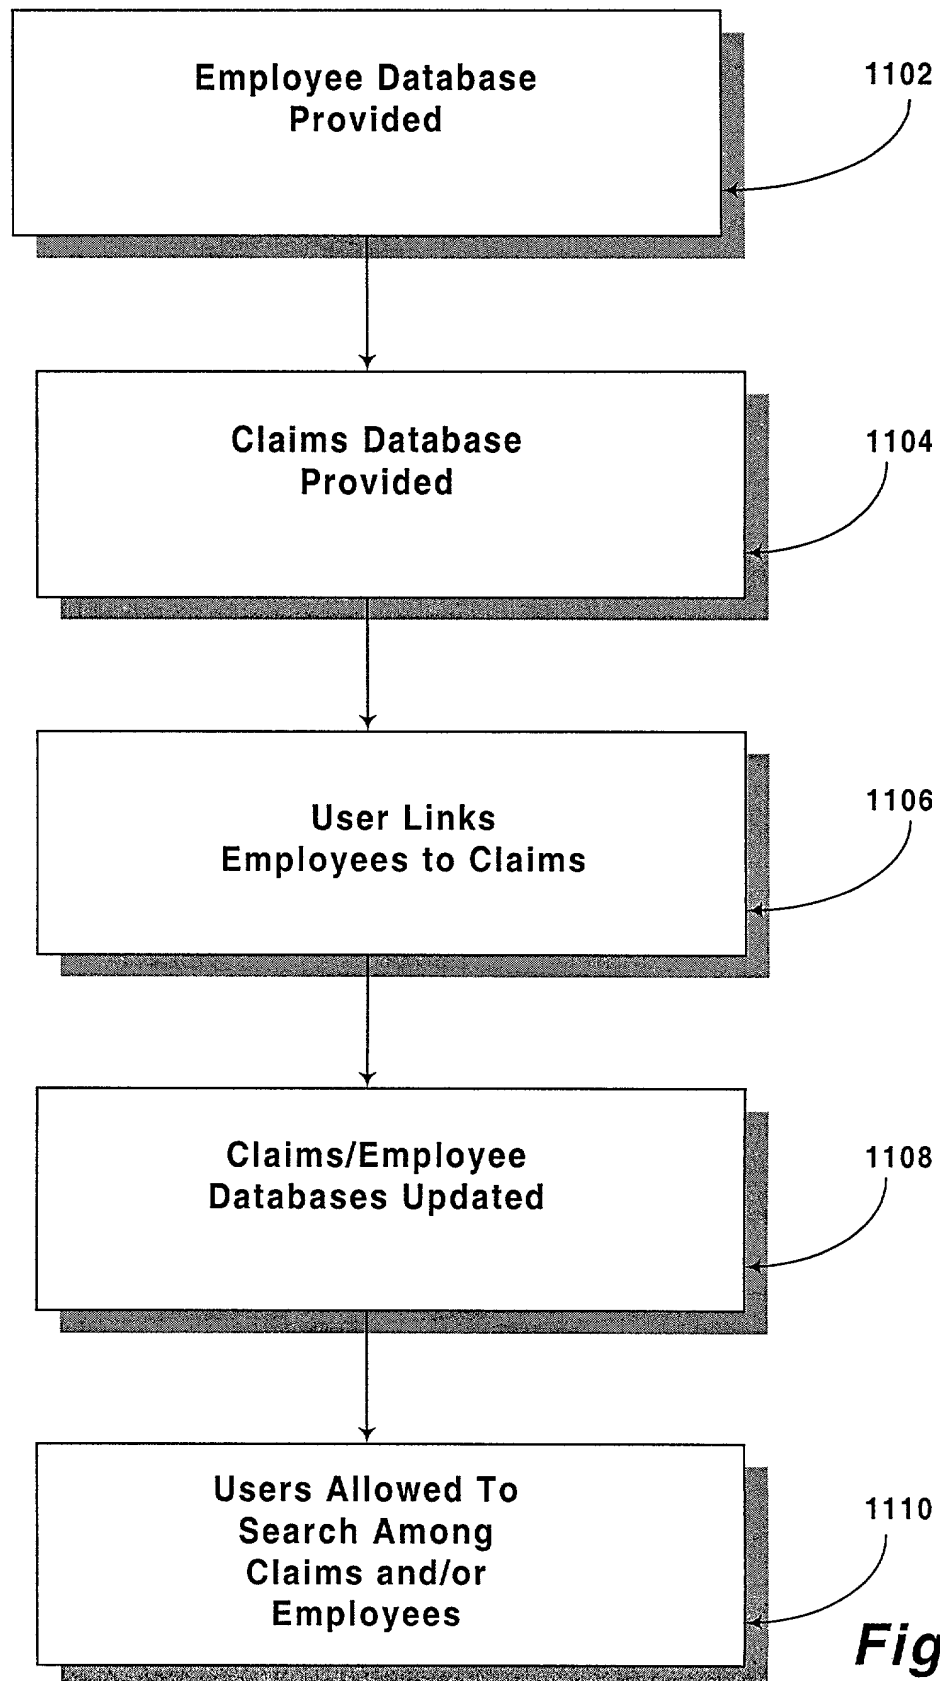 Employee Database
Provided
1102
Claims Database
Provided
1104
User Links
Employees to Claims
1106
Claims/Employee
Databases Updated
1108
Users Allowed To
Search Among
Claims and/or
Employees
1110
Fig